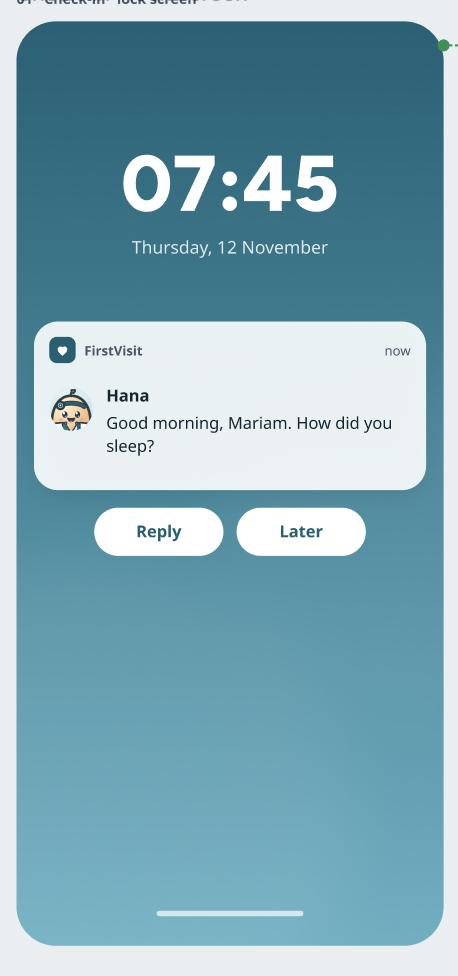 07:45
Thursday, 12 November
FirstVisit now
Hana
Good morning, Mariam. How did you
sleep?
Reply Later